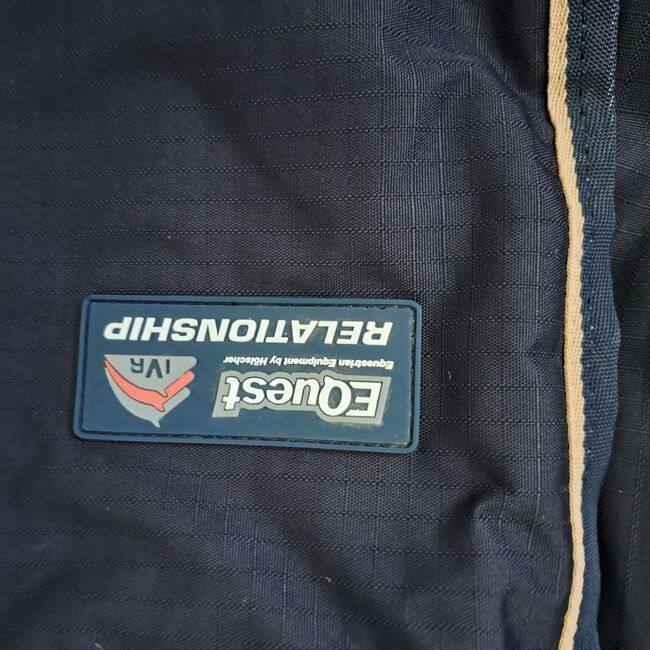 EQuest
Equestrian Equipment by Hölscher
IVR
RELATIONSHIP